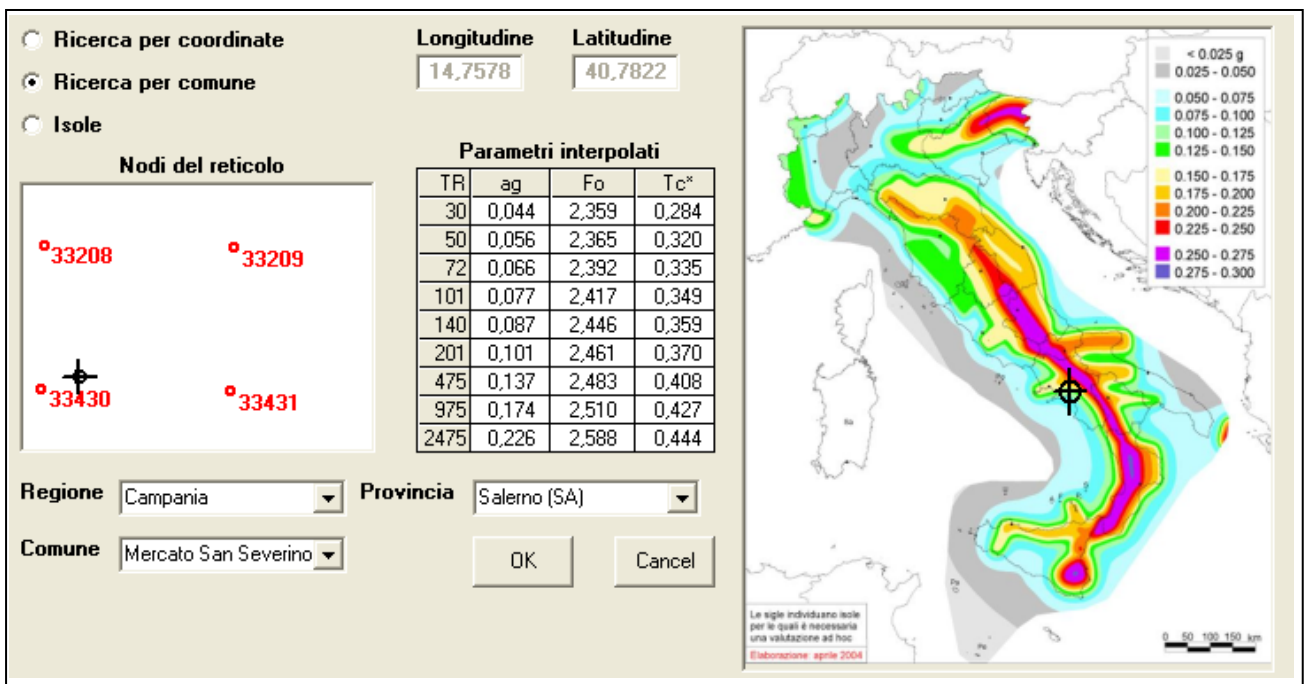 Ricerca per coordinate
Ricerca per comune
Isole
Longitudine Latitudine
14,7578 40,7822
Nodi del reticolo
33208 33209
33430 33431
Parametri interpolati
TR ag Fo Tc*
30 0,044 2,359 0,284
50 0,056 2,365 0,320
72 0,066 2,392 0,335
101 0,077 2,417 0,349
140 0,087 2,446 0,359
201 0,101 2,461 0,370
475 0,137 2,483 0,408
975 0,174 2,510 0,427
2475 0,226 2,588 0,444
Regione Campania Provincia Salerno (SA)
Comune Mercato San Severino
OK Cancel
< 0.025 g
0.025 - 0.050
0.050 - 0.075
0.075 - 0.100
0.100 - 0.125
0.125 - 0.150
0.150 - 0.175
0.175 - 0.200
0.200 - 0.225
0.225 - 0.250
0.250 - 0.275
0.275 - 0.300
Le sigle individuano isole
per le quali é necessaria
una valutazione ad hoc
Elaborazione: aprile 2004
0 50 100 150 km